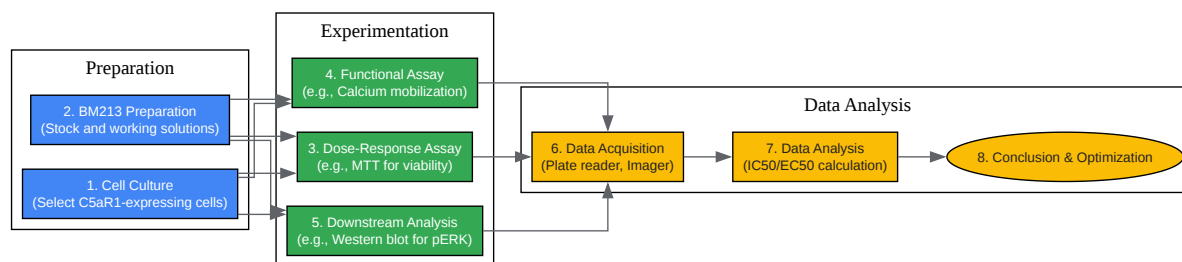 Preparation
2. BM213 Preparation
(Stock and working solutions)
1. Cell Culture
(Select C5aR1-expressing cells)
Experimentation
4. Functional Assay
(e.g., Calcium mobilization)
3. Dose-Response Assay
(e.g., MTT for viability)
5. Downstream Analysis
(e.g., Western blot for pERK)
Data Analysis
6. Data Acquisition
(Plate reader, Imager)
7. Data Analysis
(IC50/EC50 calculation)
8. Conclusion & Optimization